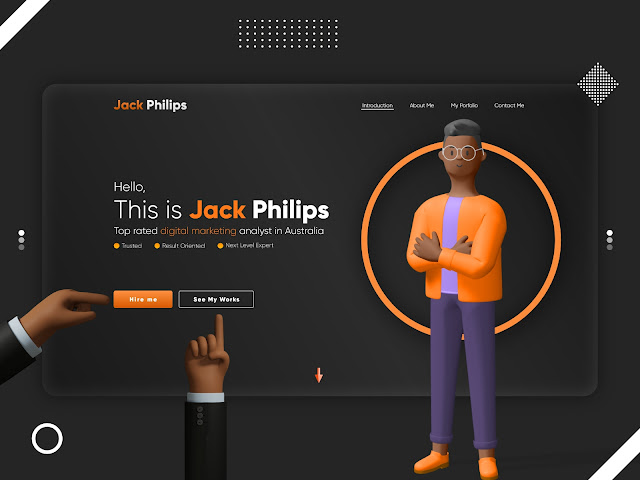 Jack Philips
Introduction About Me My Porfolio Contact Me
Hello,
This is Jack Philips
Top rated digital marketing analyst in Australia
Trusted Result Oriented Next Level Expert
Hire me See My Works